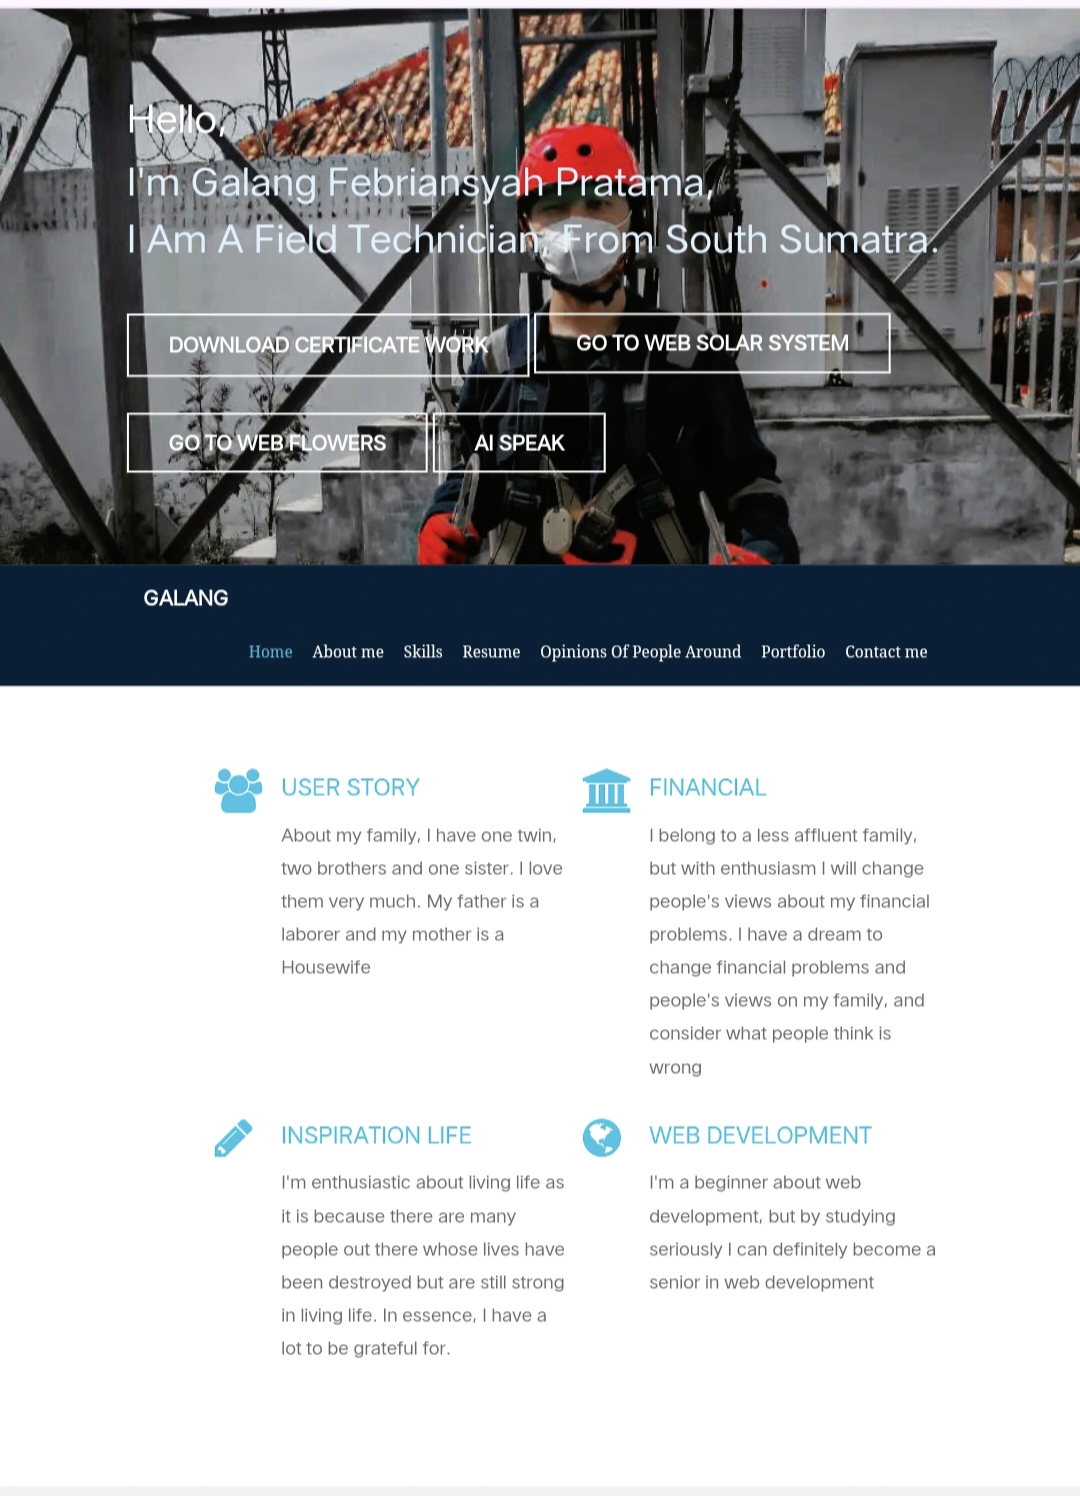 Hello,
I'm Galang Febriansyah Pratama,
I Am A Field Technician, From South Sumatra.
DOWNLOAD CERTIFICATE WORK
GO TO WEB SOLAR SYSTEM
GO TO WEB FLOWERS
AI SPEAK
GALANG
Home About me Skills Resume Opinions Of People Around Portfolio Contact me
USER STORY
About my family, I have one twin,
two brothers and one sister. I love
them very much. My father is a
laborer and my mother is a
Housewife
FINANCIAL
I belong to a less affluent family,
but with enthusiasm I will change
people's views about my financial
problems. I have a dream to
change financial problems and
people's views on my family, and
consider what people think is
wrong
INSPIRATION LIFE
I'm enthusiastic about living life as
it is because there are many
people out there whose lives have
been destroyed but are still strong
in living life. In essence, I have a
lot to be grateful for.
WEB DEVELOPMENT
I'm a beginner about web
development, but by studying
seriously I can definitely become a
senior in web development